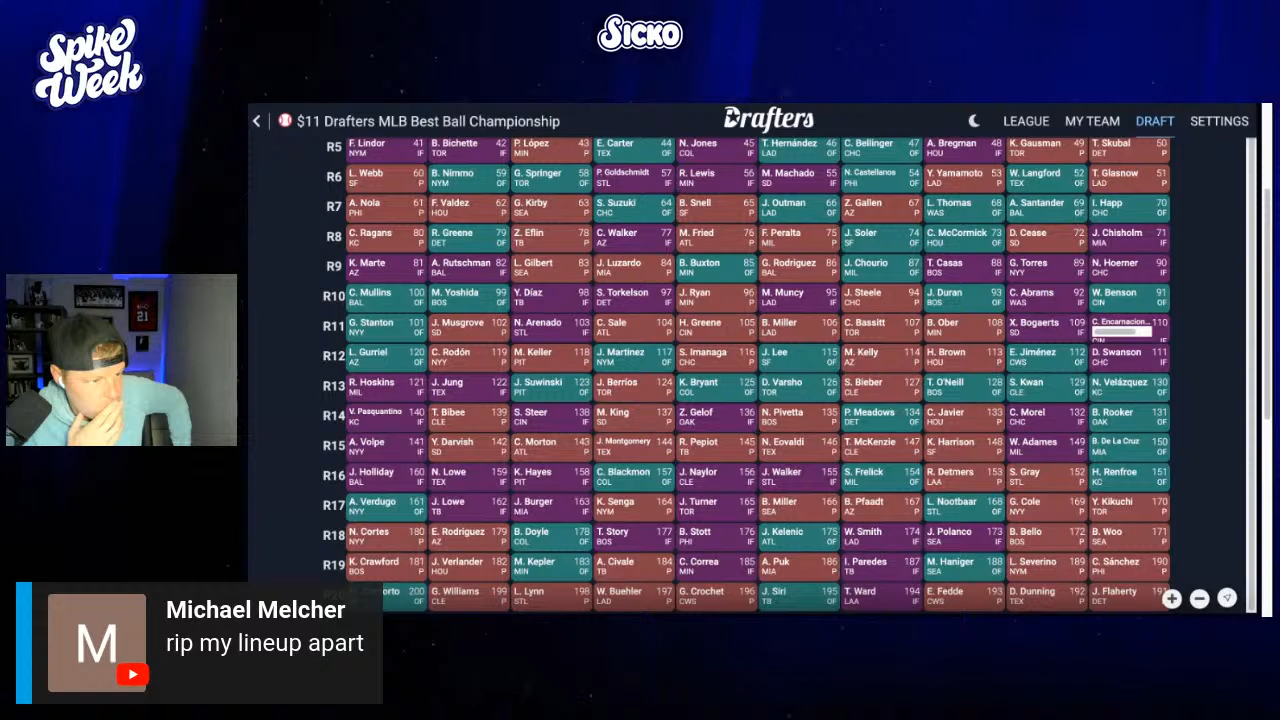 Spike
Week
SICKO
$11 Drafters MLB Best Ball Championship
Drafters
LEAGUE MY TEAM DRAFT SETTINGS
R5 F. Lindor 41 B. Bichette 42 P. López 43 E. Carter 44 N. Jones 45 T. Hernández 46 C. Bellinger 47 A. Bregman 48 K. Gausman 49 T. Skubal 50
NYM IF TOR IF MIN P TEX OF COL IF LAD OF CHC OF HOU IF TOR P DET P
R6 L. Webb 60 B. Nimmo 59 G. Springer 58 P. Goldschmidt 57 R. Lewis 56 M. Machado 55 N. Castellanos 54 Y. Yamamoto 53 W. Langford 52 T. Glasnow 51
SF P NYM OF TOR OF STL IF MIN IF SD IF PHI OF LAD P TEX OF LAD P
R7 A. Nola 61 F. Valdez 62 G. Kirby 63 S. Suzuki 64 B. Snell 65 J. Outman 66 Z. Gallen 67 L. Thomas 68 A. Santander 69 I. Happ 70
PHI P HOU P SEA P CHC OF SF P LAD OF AZ P WAS OF BAL OF CHC OF
R8 C. Ragans 80 R. Greene 79 Z. Eflin 78 C. Walker 77 M. Fried 76 F. Peralta 75 J. Soler 74 C. McCormick 73 D. Cease 72 J. Chisholm 71
KC P DET OF TB P AZ IF ATL P MIL P SF OF HOU OF SD P MIA OF
R9 K. Marte 81 A. Rutschman 82 L. Gilbert 83 J. Luzardo 84 B. Buxton 85 G. Rodriguez 86 J. Chourio 87 T. Casas 88 G. Torres 89 N. Hoerner 90
AZ IF BAL IF SEA P MIA P MIN OF BAL P MIL OF BOS IF NYY IF CHC IF
R10 C. Mullins 100 M. Yoshida 99 Y. Díaz 98 S. Torkelson 97 J. Ryan 96 M. Muncy 95 J. Steele 94 J. Duran 93 C. Abrams 92 W. Benson 91
BAL OF BOS OF TB IF DET IF MIN P LAD IF CHC P BOS OF WAS IF CIN OF
R11 G. Stanton 101 J. Musgrove 102 N. Arenado 103 C. Sale 104 H. Greene 105 B. Miller 106 C. Bassitt 107 B. Ober 108 X. Bogaerts 109 C. Encarnacion... 110
NYY OF SD P STL IF ATL P CIN P LAD P TOR P MIN P SD IF CIN IF
R12 L. Gurriel 120 C. Rodón 119 M. Keller 118 J. Martinez 117 S. Imanaga 116 J. Lee 115 M. Kelly 114 H. Brown 113 E. Jiménez 112 D. Swanson 111
AZ OF NYY P PIT P NYM OF CHC P SF OF AZ P HOU P CWS OF CHC IF
R13 R. Hoskins 121 J. Jung 122 J. Suwinski 123 J. Berríos 124 K. Bryant 125 D. Varsho 126 S. Bieber 127 T. O'Neill 128 S. Kwan 129 N. Velázquez 130
MIL IF TEX IF PIT OF TOR P COL OF TOR OF CLE P BOS OF CLE OF KC OF
R14 V. Pasquantino 140 T. Bibee 139 S. Steer 138 M. King 137 Z. Gelof 136 N. Pivetta 135 P. Meadows 134 C. Javier 133 C. Morel 132 B. Rooker 131
KC IF CLE P CIN IF SD P OAK IF BOS P DET OF HOU P CHC IF OAK OF
R15 A. Volpe 141 Y. Darvish 142 C. Morton 143 J. Montgomery 144 R. Pepiot 145 N. Eovaldi 146 T. McKenzie 147 K. Harrison 148 W. Adames 149 B. De La Cruz 150
NYY IF SD P ATL P TEX P TB P TEX P CLE P SF P MIL IF MIA OF
R16 J. Holliday 160 N. Lowe 159 K. Hayes 158 C. Blackmon 157 J. Naylor 156 J. Walker 155 S. Frelick 154 R. Detmers 153 S. Gray 152 H. Renfroe 151
BAL IF TEX IF PIT IF COL OF CLE IF STL IF MIL OF LAA P STL P KC OF
R17 A. Verdugo 161 J. Lowe 162 J. Burger 163 K. Senga 164 J. Turner 165 B. Miller 166 B. Pfaadt 167 L. Nootbaar 168 G. Cole 169 Y. Kikuchi 170
NYY OF TB IF MIA IF NYM P TOR IF SEA P AZ P STL OF NYY P TOR P
R18 N. Cortes 180 E. Rodriguez 179 B. Doyle 178 T. Story 177 B. Stott 176 J. Kelenic 175 W. Smith 174 J. Polanco 173 B. Bello 172 B. Woo 171
NYY P AZ P COL OF BOS IF PHI IF ATL OF LAD IF SEA IF BOS P SEA P
R19 K. Crawford 181 J. Verlander 182 M. Kepler 183 A. Civale 184 C. Correa 185 A. Puk 186 I. Paredes 187 M. Haniger 188 L. Severino 189 C. Sánchez 190
BOS P HOU P MIN OF TB P MIN IF MIA P TB IF SEA OF NYM P PHI P
200 G. Williams 199 L. Lynn 198 W. Buehler 197 G. Crochet 196 J. Siri 195 T. Ward 194 E. Fedde 193 D. Dunning 192 J. Flaherty
OF CLE P STL P LAD P CWS P TB OF LAA IF CWS P TEX P DET
21
M
Michael Melcher
rip my lineup apart